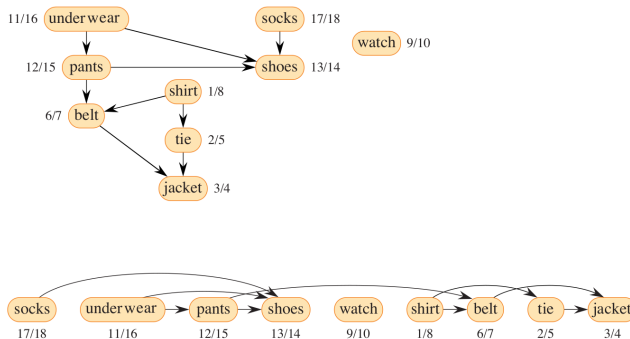 11/16 underwear socks 17/18
watch 9/10
12/15 pants shoes 13/14
shirt 1/8
6/7 belt
tie 2/5
jacket 3/4
socks underwear pants shoes watch shirt belt tie jacket
17/18 11/16 12/15 13/14 9/10 1/8 6/7 2/5 3/4